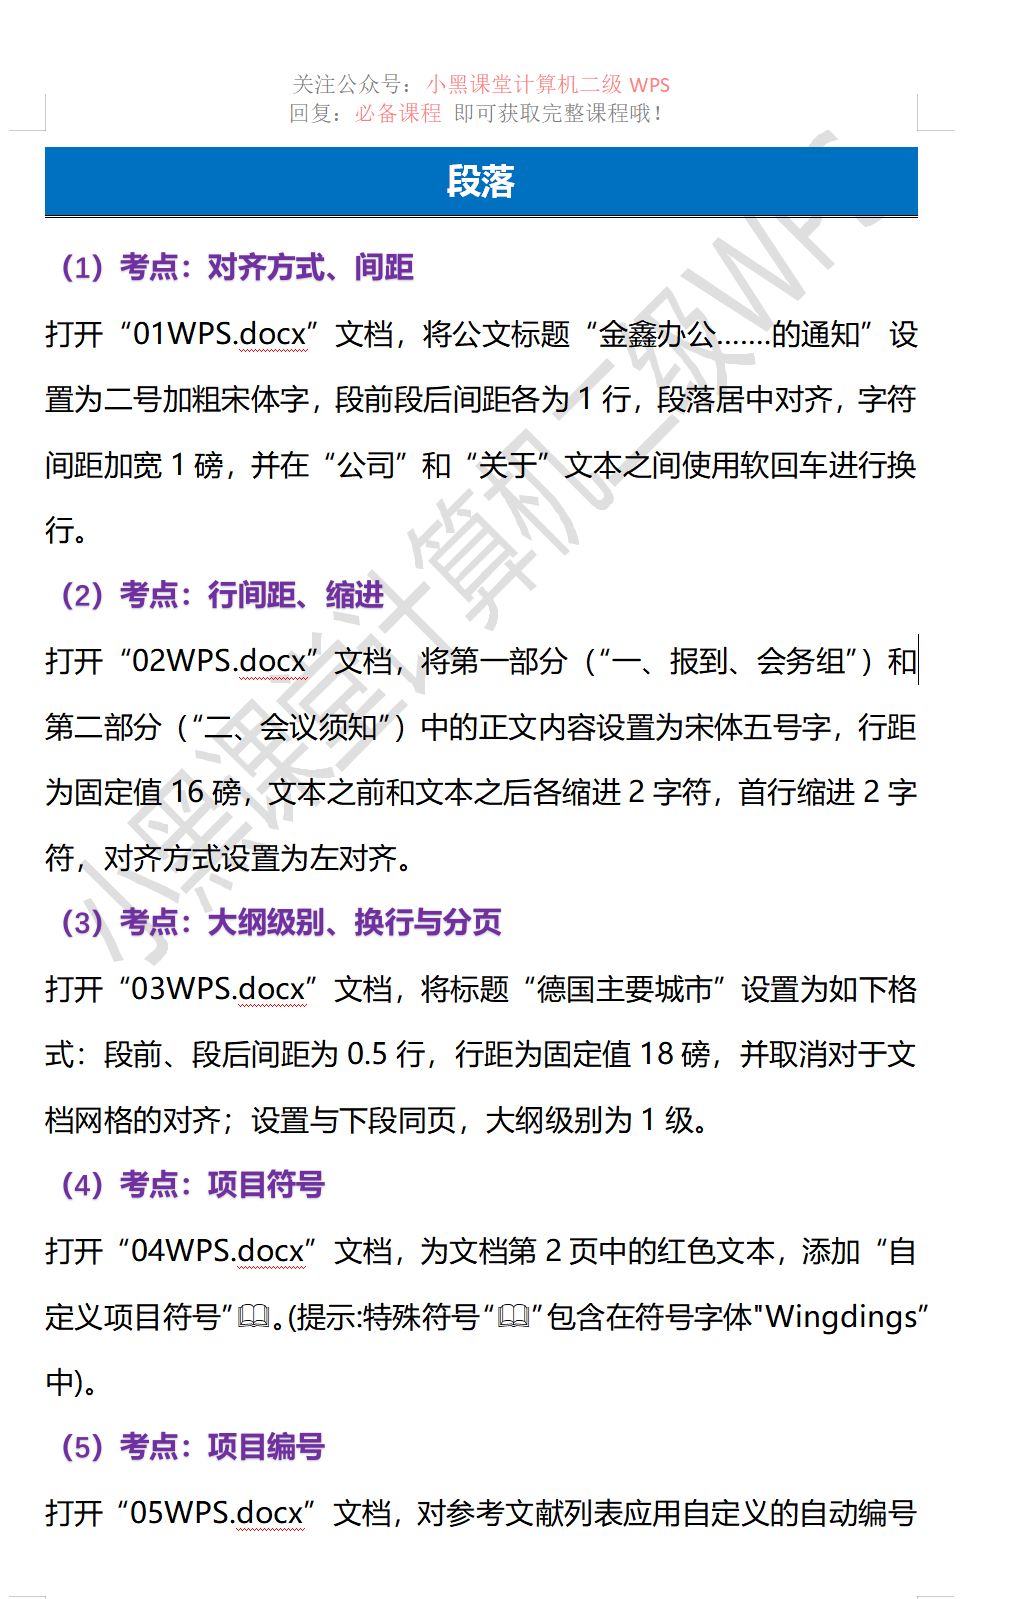 关注公众号：小黑课堂计算机二级 WPS
回复：必备课程 即可获取完整课程哦！
段落
（1）考点：对齐方式、间距
打开“01WPS.docx”文档，将公文标题“金鑫办公.......的通知”设
置为二号加粗宋体字，段前段后间距各为 1 行，段落居中对齐，字符
间距加宽 1 磅，并在“公司”和“关于”文本之间使用软回车进行换
行。
（2）考点：行间距、缩进
打开“02WPS.docx”文档，将第一部分（“一、报到、会务组”）和
第二部分（“二、会议须知”）中的正文内容设置为宋体五号字，行距
为固定值 16 磅，文本之前和文本之后各缩进 2 字符，首行缩进 2 字
符，对齐方式设置为左对齐。
（3）考点：大纲级别、换行与分页
打开“03WPS.docx”文档，将标题“德国主要城市”设置为如下格
式：段前、段后间距为 0.5 行，行距为固定值 18 磅，并取消对于文
档网格的对齐；设置与下段同页，大纲级别为 1 级。
（4）考点：项目符号
打开“04WPS.docx”文档，为文档第 2 页中的红色文本，添加“自
定义项目符号”🕮。(提示:特殊符号“🕮”包含在符号字体"Wingdings”
中)。
（5）考点：项目编号
打开“05WPS.docx”文档，对参考文献列表应用自定义的自动编号
小黑课堂计算机二级WPS